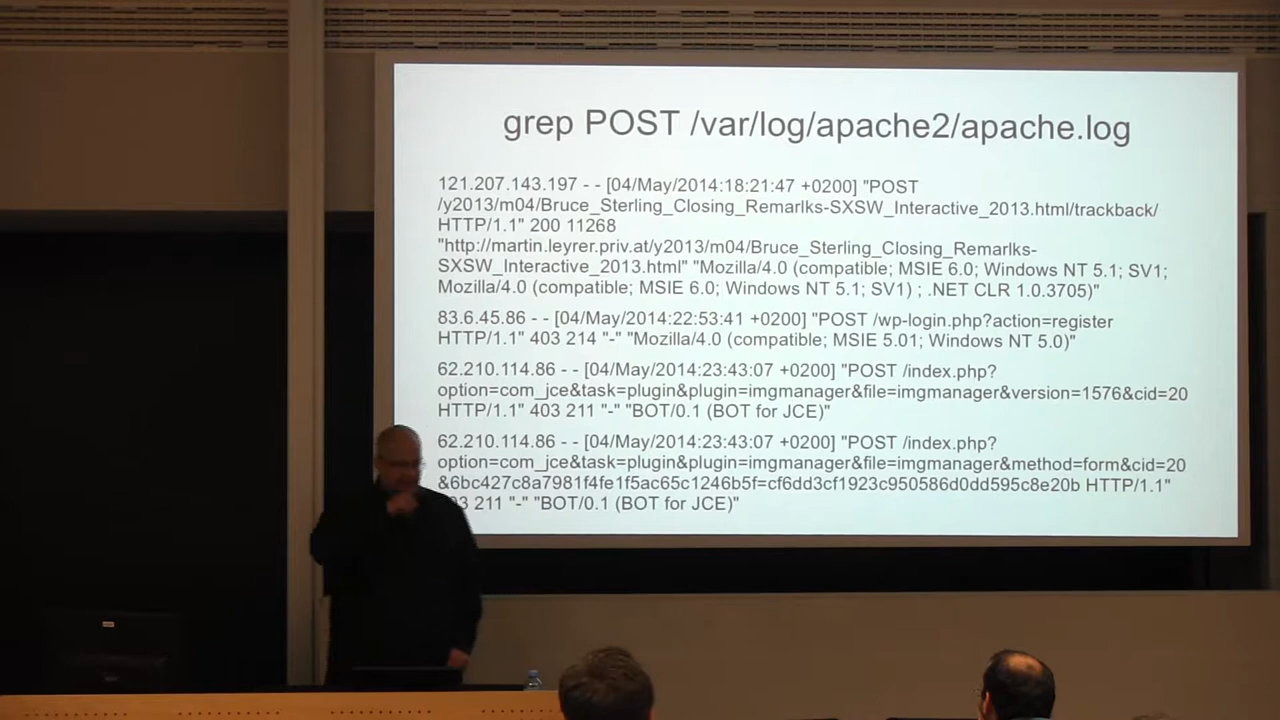 grep POST /var/log/apache2/apache.log
121.207.143.197 - - [04/May/2014:18:21:47 +0200] "POST
/y2013/m04/Bruce_Sterling_Closing_Remarlks-SXSW_Interactive_2013.html/trackback/
HTTP/1.1" 200 11268
"http://martin.leyrer.priv.at/y2013/m04/Bruce_Sterling_Closing_Remarlks-
SXSW_Interactive_2013.html" "Mozilla/4.0 (compatible; MSIE 6.0; Windows NT 5.1; SV1;
Mozilla/4.0 (compatible; MSIE 6.0; Windows NT 5.1; SV1) ; .NET CLR 1.0.3705)"
83.6.45.86 - - [04/May/2014:22:53:41 +0200] "POST /wp-login.php?action=register
HTTP/1.1" 403 214 "-" "Mozilla/4.0 (compatible; MSIE 5.01; Windows NT 5.0)"
62.210.114.86 - - [04/May/2014:23:43:07 +0200] "POST /index.php?
option=com_jce&task=plugin&plugin=imgmanager&file=imgmanager&version=1576&cid=20
HTTP/1.1" 403 211 "-" "BOT/0.1 (BOT for JCE)"
62.210.114.86 - - [04/May/2014:23:43:07 +0200] "POST /index.php?
option=com_jce&task=plugin&plugin=imgmanager&file=imgmanager&method=form&cid=20
&6bc427c8a7981f4fe1f5ac65c1246b5f=cf6dd3cf1923c950586d0dd595c8e20b HTTP/1.1"
3 211 "-" "BOT/0.1 (BOT for JCE)"